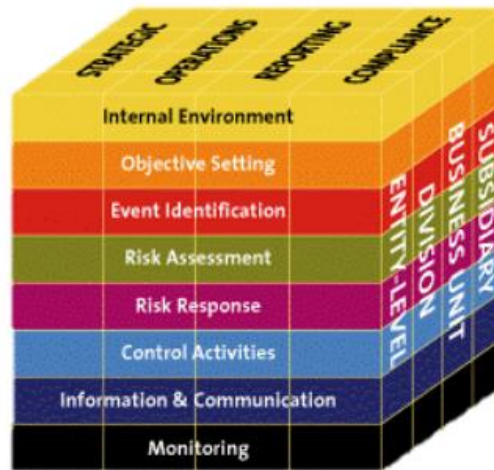 STRATEGIC
OPERATIONS
REPORTING
COMPLIANCE
Internal Environment
Objective Setting
Event Identification
Risk Assessment
Risk Response
Control Activities
Information & Communication
Monitoring
ENTITY-LEVEL
DIVISION
BUSINESS UNIT
SUBSIDIARY